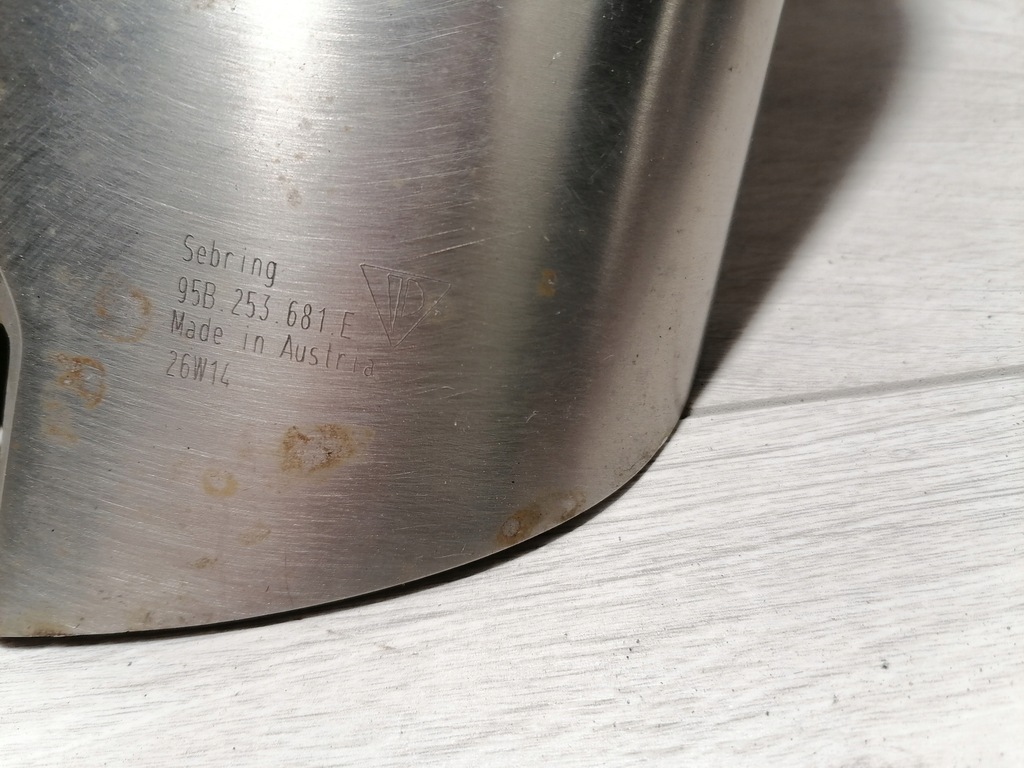 Sebring
95B.253.681.E
Made in Austria
26W14